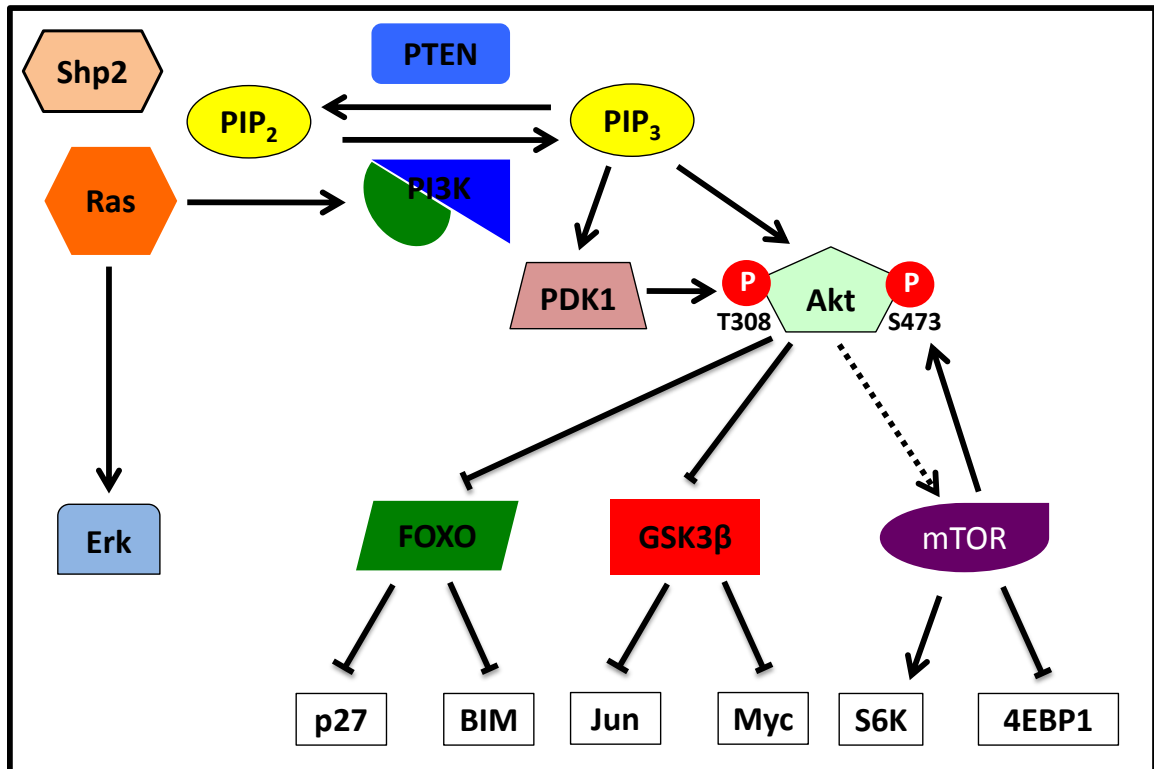 Shp2
PTEN
PIP2
PIP3
Ras
PI3K
PDK1
P
Akt
P
T308
S473
Erk
FOXO
GSK3β
mTOR
p27
BIM
Jun
Myc
S6K
4EBP1